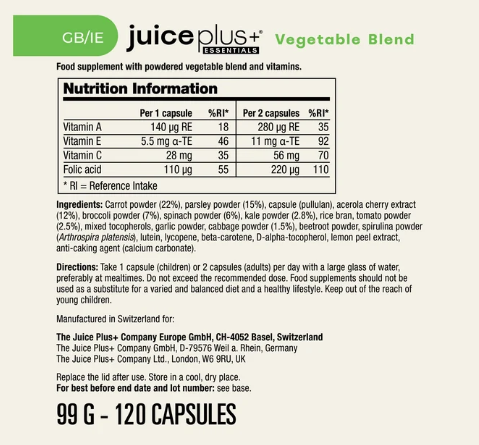 GB/IE
juice plus+®
ESSENTIALS
Vegetable Blend
Food supplement with powdered vegetable blend and vitamins.
Nutrition Information
Per 1 capsule %RI* Per 2 capsules %RI*
Vitamin A 140 µg RE 18 280 µg RE 35
Vitamin E 5.5 mg α-TE 46 11 mg α-TE 92
Vitamin C 28 mg 35 56 mg 70
Folic acid 110 µg 55 220 µg 110
* RI = Reference Intake
Ingredients: Carrot powder (22%), parsley powder (15%), capsule (pullulan), acerola cherry extract
(12%), broccoli powder (7%), spinach powder (6%), kale powder (2.8%), rice bran, tomato powder
(2.5%), mixed tocopherols, garlic powder, cabbage powder (1.5%), beetroot powder, spirulina powder
(Arthrospira platensis), lutein, lycopene, beta-carotene, D-alpha-tocopherol, lemon peel extract,
anti-caking agent (calcium carbonate).
Directions: Take 1 capsule (children) or 2 capsules (adults) per day with a large glass of water,
preferably at mealtimes. Do not exceed the recommended dose. Food supplements should not be
used as a substitute for a varied and balanced diet and a healthy lifestyle. Keep out of the reach of
young children.
Manufactured in Switzerland for:
The Juice Plus+ Company Europe GmbH, CH-4052 Basel, Switzerland
The Juice Plus+ Company GmbH, D-79576 Weil a. Rhein, Germany
The Juice Plus+ Company Ltd., London, W6 9RU, UK
Replace the lid after use. Store in a cool, dry place.
For best before end date and lot number: see base.
99 G - 120 CAPSULES